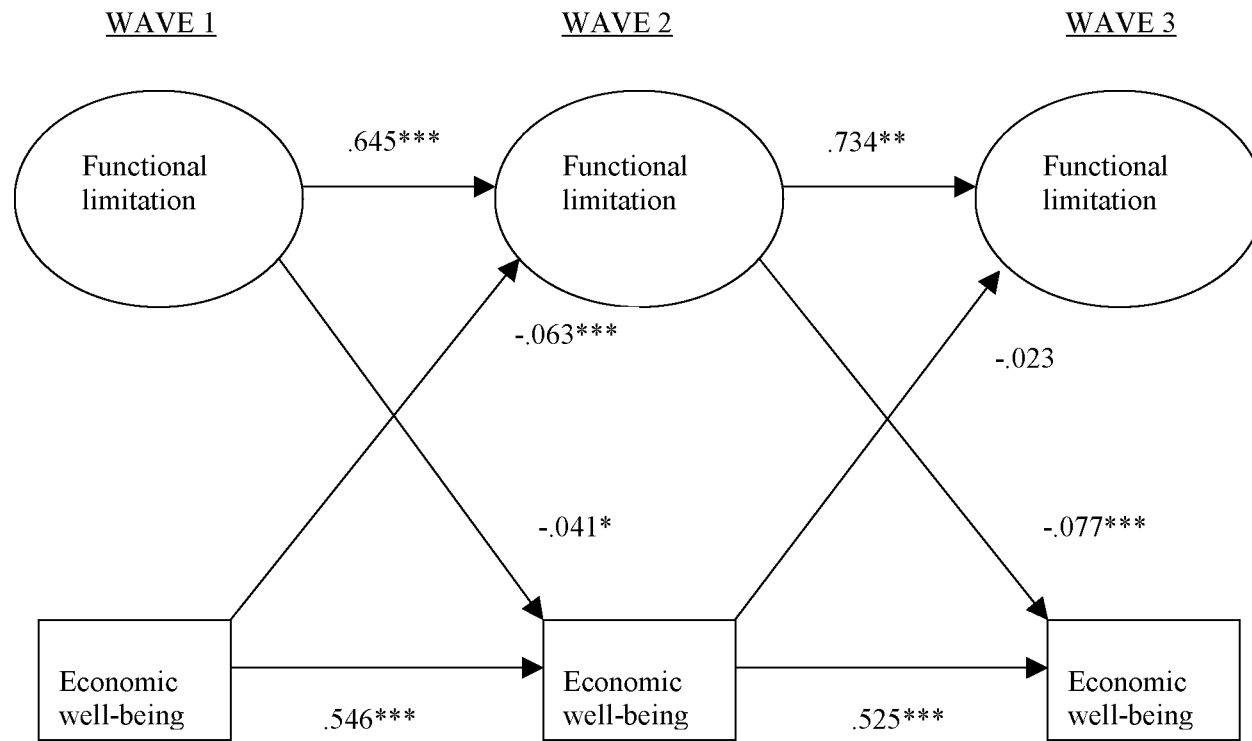 WAVE 1
WAVE 2
WAVE 3
.645***
.734**
Functional
limitation
Functional
limitation
Functional
limitation
-.063***
-.023
-.041*
-.077***
Economic
well-being
Economic
well-being
Economic
well-being
.546***
.525***